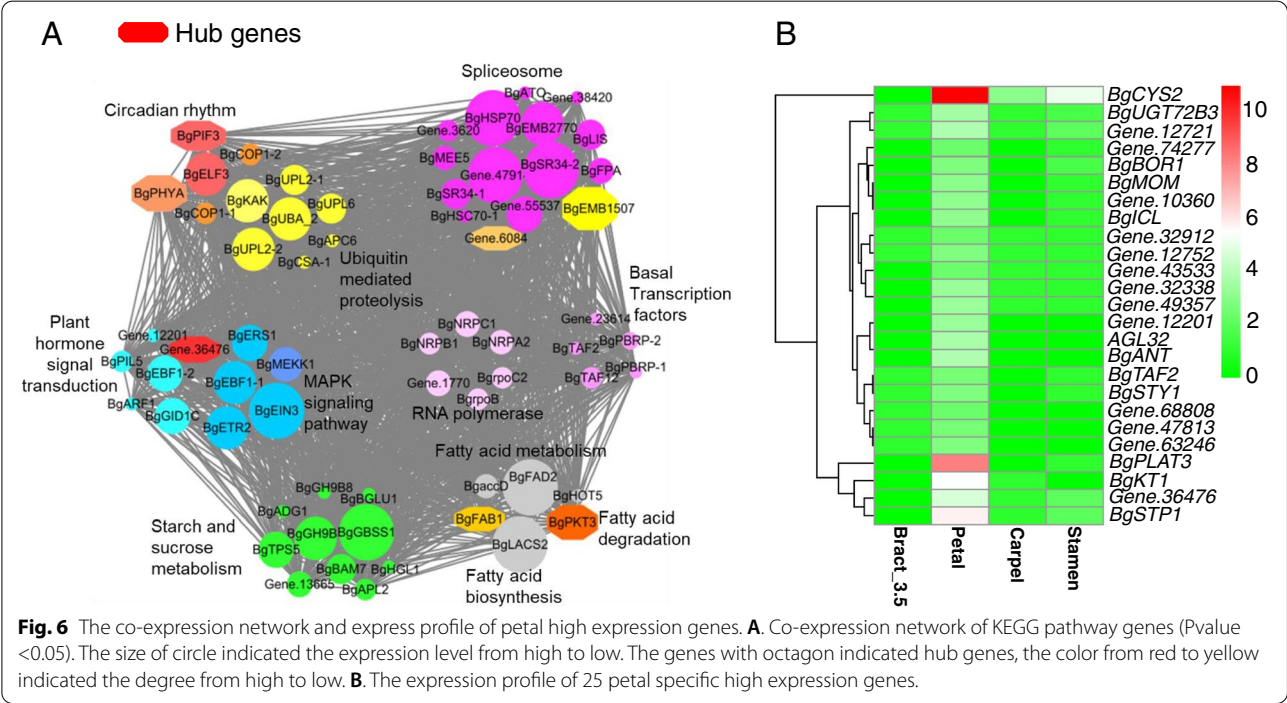 A
Hub genes
Spliceosome
BgATO
Gene.38420
Circadian rhythm
BgHSP70
BgEMB2770
BgPIF3
Gene.3620
BgLIS
BgCOP1-2
BgMEE5
BgSR34-2
BgELF3
Gene.4791
BgFPA
BgUPL2-1
BgPHYA
BgKAK
BgUPL6
BgSR34-1
Gene.55537
BgCOP1-1
BgUBA_2
BgHSC70-1
BgEMB1507
BgUPL2-2
BgAPC6
Gene.6084
BgCSA-1
Ubiquitin
mediated
proteolysis
Basal
Transcription
factors
Plant
hormone
signal
transduction
Gene.12201
BgERS1
Gene.36476
BgPIL5
BgMEKK1
BgEBF1-2
BgEBF1-1
MAPK
signaling
pathway
BgARF1
BgGID1C
BgEIN3
BgETR2
BgNRPC1
Gene.23614
BgNRPB1
BgNRPA2
BgPBRP-2
BgTAF2
BgPBRP-1
Gene.1770
BgrpoC2
BgTAF12
BgrpoB
RNA polymerase
Fatty acid metabolism
BgFAD2
BgaccD
BgHOT5
BgFAB1
BgPKT3
Fatty acid
degradation
BgLACS2
Fatty acid
biosynthesis
Starch and
sucrose
metabolism
BgGH9B8
BgBGLU1
BgADG1
BgGH9B
BgGBSS1
BgTPS5
BgBAM7
BgHGL1
Gene.13665
BgAPL2
B
BgCYS2
BgUGT72B3
Gene.12721
Gene.74277
BgBOR1
BgMOM
Gene.10360
BgICL
Gene.32912
Gene.12752
Gene.43533
Gene.32338
Gene.49357
Gene.12201
AGL32
BgANT
BgTAF2
BgSTY1
Gene.68808
Gene.47813
Gene.63246
BgPLAT3
BgKT1
Gene.36476
BgSTP1
10
8
6
4
2
0
Bract_3.5
Petal
Carpel
Stamen
Fig. 6 The co-expression network and express profile of petal high expression genes. A. Co-expression network of KEGG pathway genes (Pvalue
<0.05). The size of circle indicated the expression level from high to low. The genes with octagon indicated hub genes, the color from red to yellow
indicated the degree from high to low. B. The expression profile of 25 petal specific high expression genes.